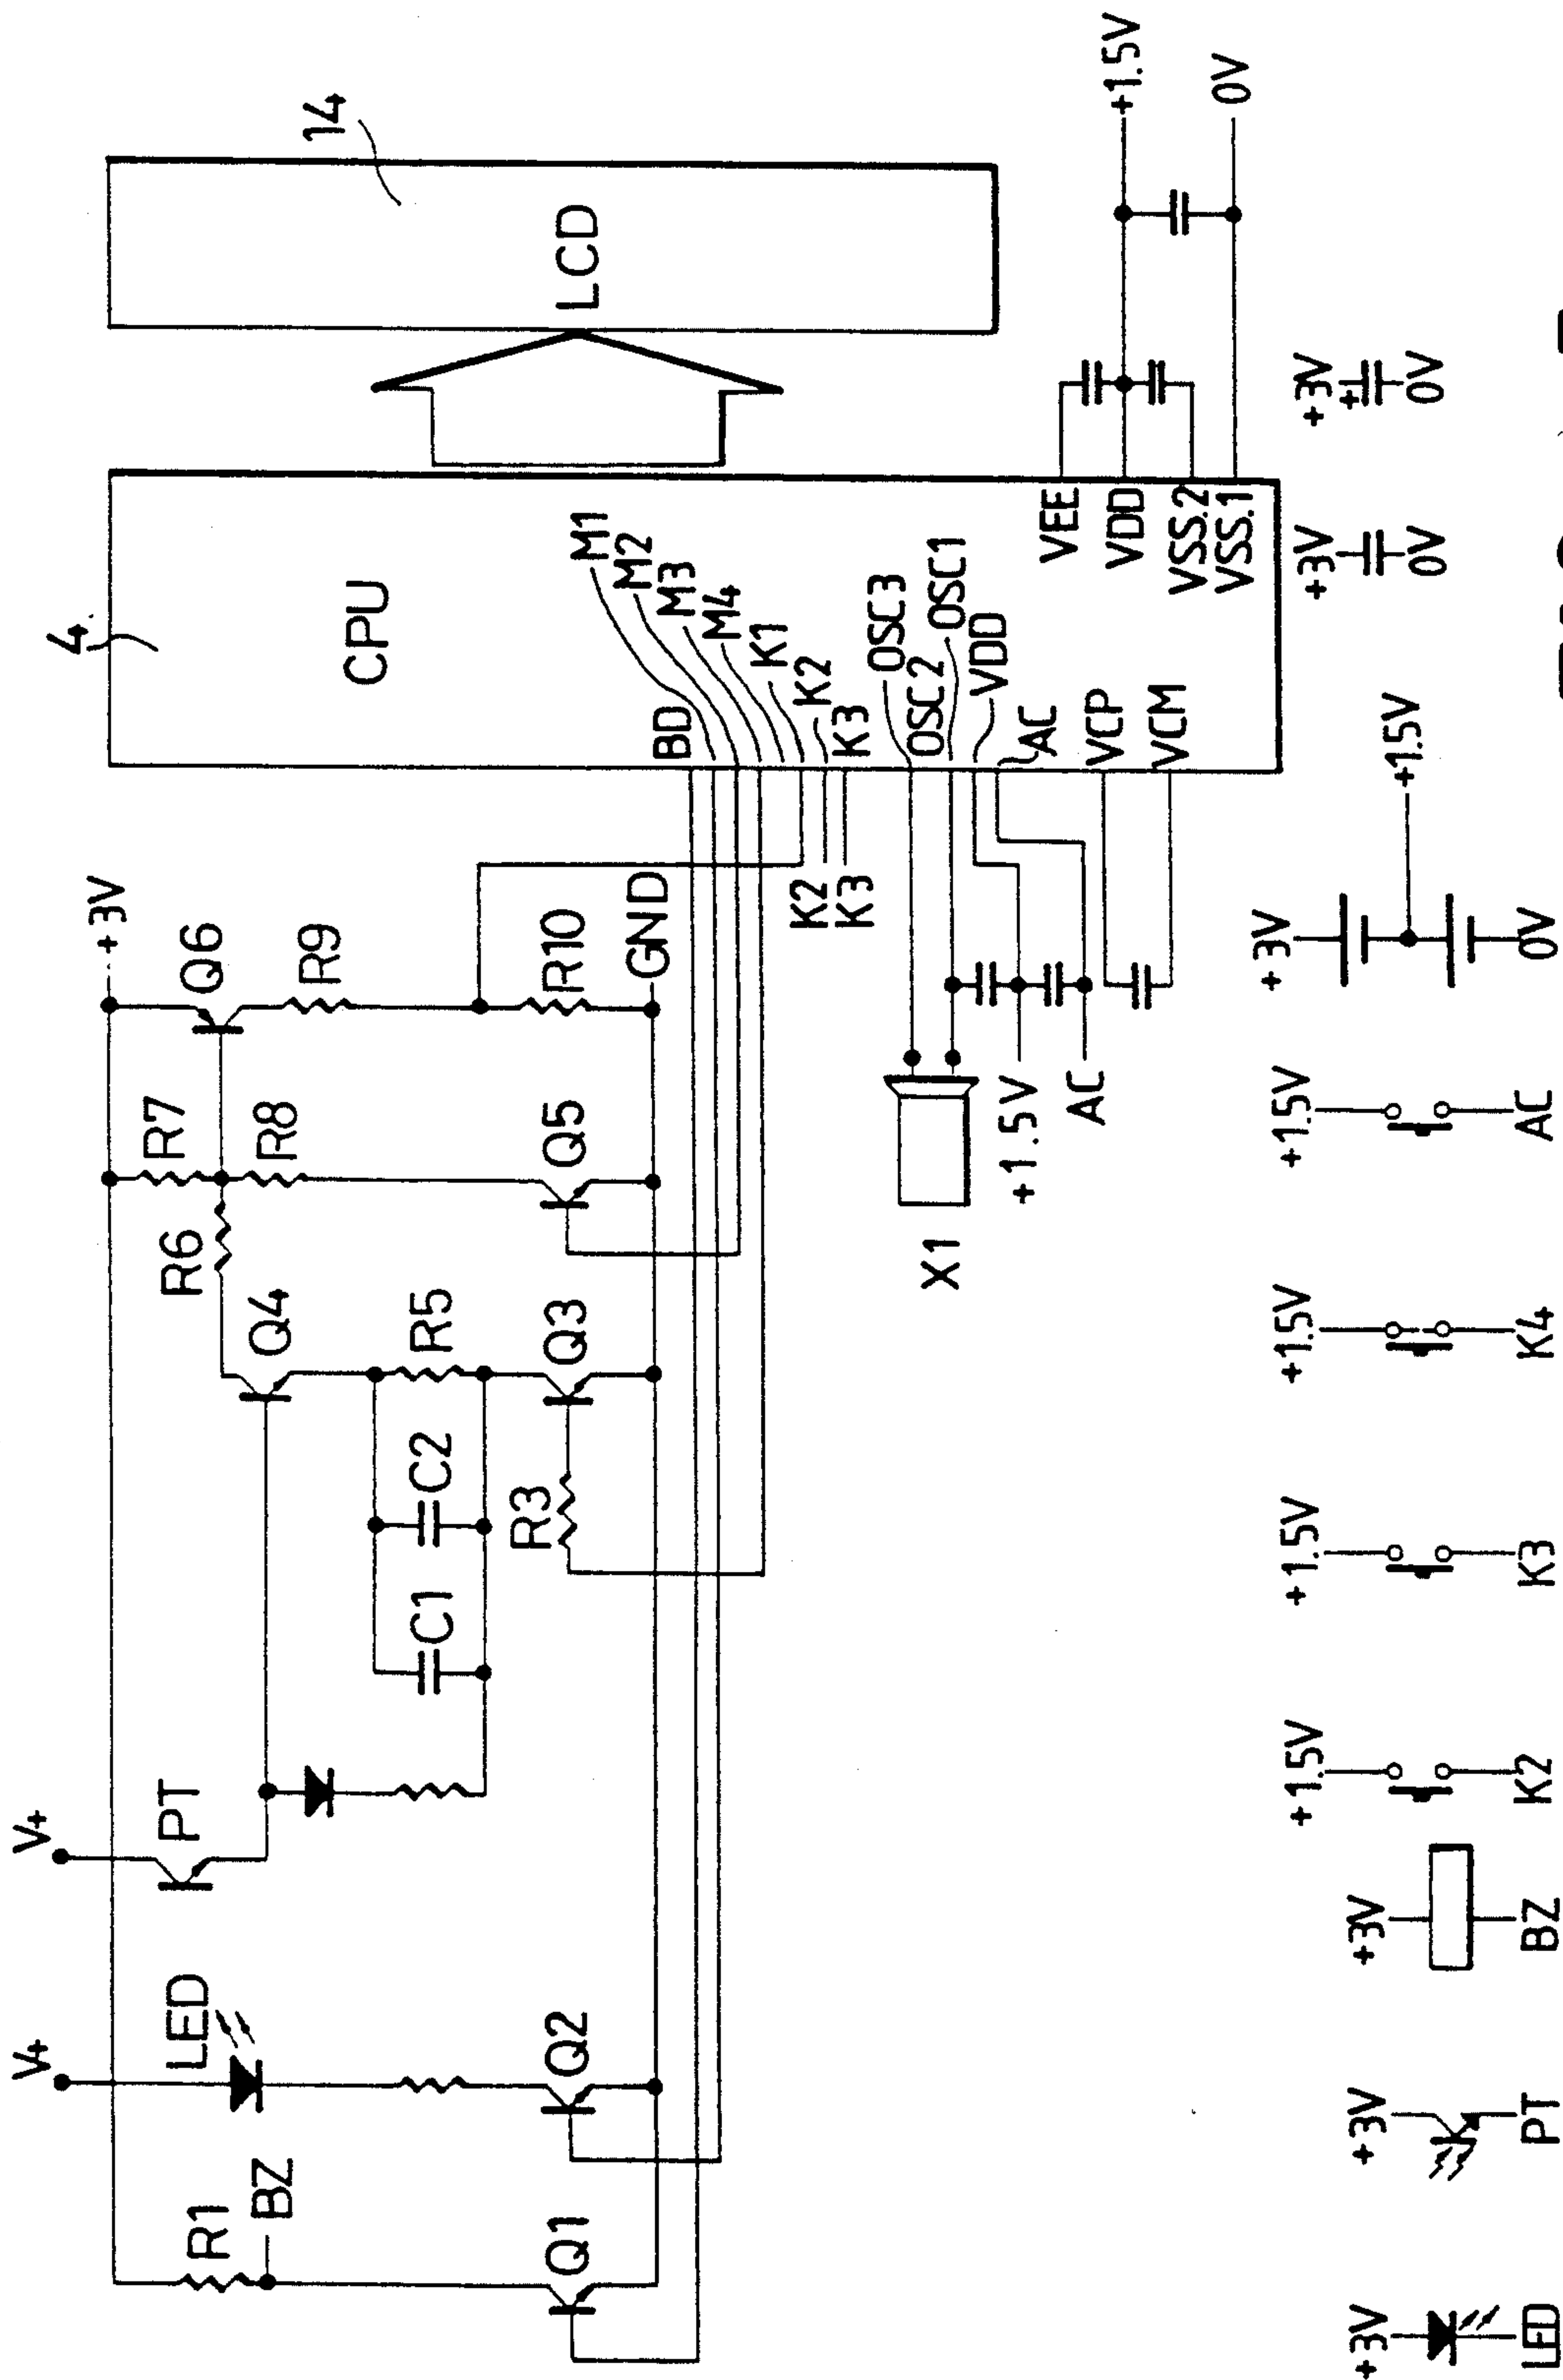 V+
V+
+3V
R1
BZ
LED
PT
R6
R7
Q6
Q4
R8
R9
C1
C2
R5
R3
Q1
Q2
Q3
Q5
R10
GND
4
CPU
14
LCD
BD
M1
M2
M3
M4
K1
K2
K3
K2
K3
OSC3
OSC2
OSC1
VDD
AC
VCP
VCM
VEE
VDD
VSS.2
VSS.1
+1.5V
0V
X1
+1.5V
AC
+3V
LED
+3V
PT
+3V
BZ
+1.5V
K2
+1.5V
K3
+1.5V
K4
+1.5V
AC
+3V
+1.5V
0V
+3V
0V
+3V
+
0V